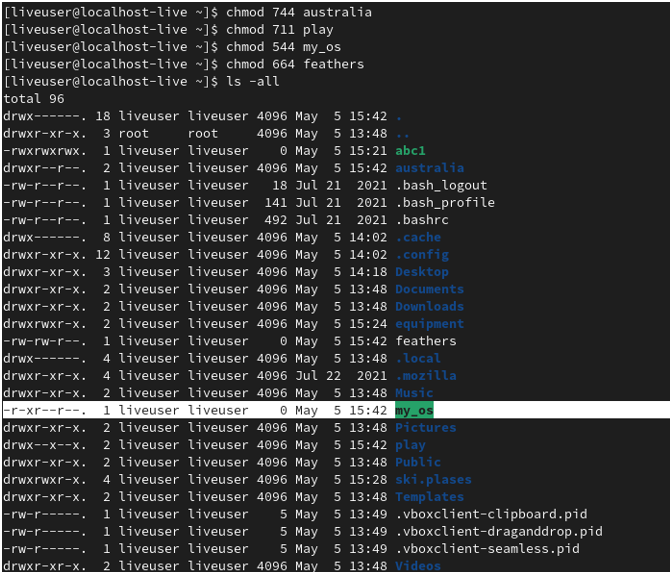 [liveuser@localhost-live ~]$ chmod 744 australia
[liveuser@localhost-live ~]$ chmod 711 play
[liveuser@localhost-live ~]$ chmod 544 my_os
[liveuser@localhost-live ~]$ chmod 664 feathers
[liveuser@localhost-live ~]$ ls -all
total 96
drwx------. 18 liveuser liveuser 4096 May  5 15:42 .
drwxr-xr-x.  3 root     root     4096 May  5 13:48 ..
-rwxrwxrwx.  1 liveuser liveuser    0 May  5 15:21 abc1
drwxr--r--.  2 liveuser liveuser 4096 May  5 15:42 australia
-rw-r--r--.  1 liveuser liveuser   18 Jul 21  2021 .bash_logout
-rw-r--r--.  1 liveuser liveuser  141 Jul 21  2021 .bash_profile
-rw-r--r--.  1 liveuser liveuser  492 Jul 21  2021 .bashrc
drwx------.  8 liveuser liveuser 4096 May  5 14:02 .cache
drwxr-xr-x. 12 liveuser liveuser 4096 May  5 14:02 .config
drwxr-xr-x.  3 liveuser liveuser 4096 May  5 14:18 Desktop
drwxr-xr-x.  2 liveuser liveuser 4096 May  5 13:48 Documents
drwxr-xr-x.  2 liveuser liveuser 4096 May  5 13:48 Downloads
drwxrwxr-x.  2 liveuser liveuser 4096 May  5 15:24 equipment
-rw-rw-r--.  1 liveuser liveuser    0 May  5 15:42 feathers
drwx------.  4 liveuser liveuser 4096 May  5 13:48 .local
drwxr-xr-x.  4 liveuser liveuser 4096 Jul 22  2021 .mozilla
drwxr-xr-x.  2 liveuser liveuser 4096 May  5 13:48 Music
-r-xr--r--.  1 liveuser liveuser    0 May  5 15:42 my_os
drwxr-xr-x.  2 liveuser liveuser 4096 May  5 13:48 Pictures
drwx--x--x.  2 liveuser liveuser 4096 May  5 15:42 play
drwxr-xr-x.  2 liveuser liveuser 4096 May  5 13:48 Public
drwxrwxr-x.  4 liveuser liveuser 4096 May  5 15:28 ski.plases
drwxr-xr-x.  2 liveuser liveuser 4096 May  5 13:48 Templates
-rw-r-----.  1 liveuser liveuser    5 May  5 13:49 .vboxclient-clipboard.pid
-rw-r-----.  1 liveuser liveuser    5 May  5 13:49 .vboxclient-draganddrop.pid
-rw-r-----.  1 liveuser liveuser    5 May  5 13:49 .vboxclient-seamless.pid
drwxr-xr-x.  2 liveuser liveuser 4096 May  5 13:48 Videos